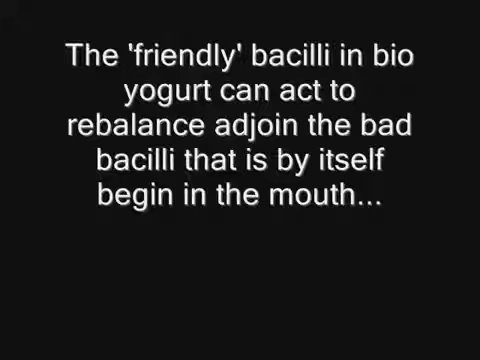 The 'friendly' bacilli in bio
yogurt can act to
rebalance adjoin the bad
bacilli that is by itself
begin in the mouth...